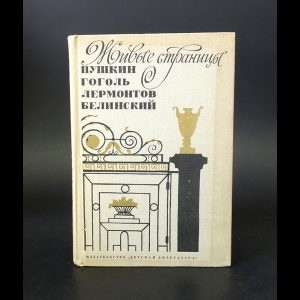 Живые страницы
ПУШКИН
ГОГОЛЬ
ЛЕРМОНТОВ
БЕЛИНСКИЙ
ИЗДАТЕЛЬСТВО «ДЕТСКАЯ ЛИТЕРАТУРА»